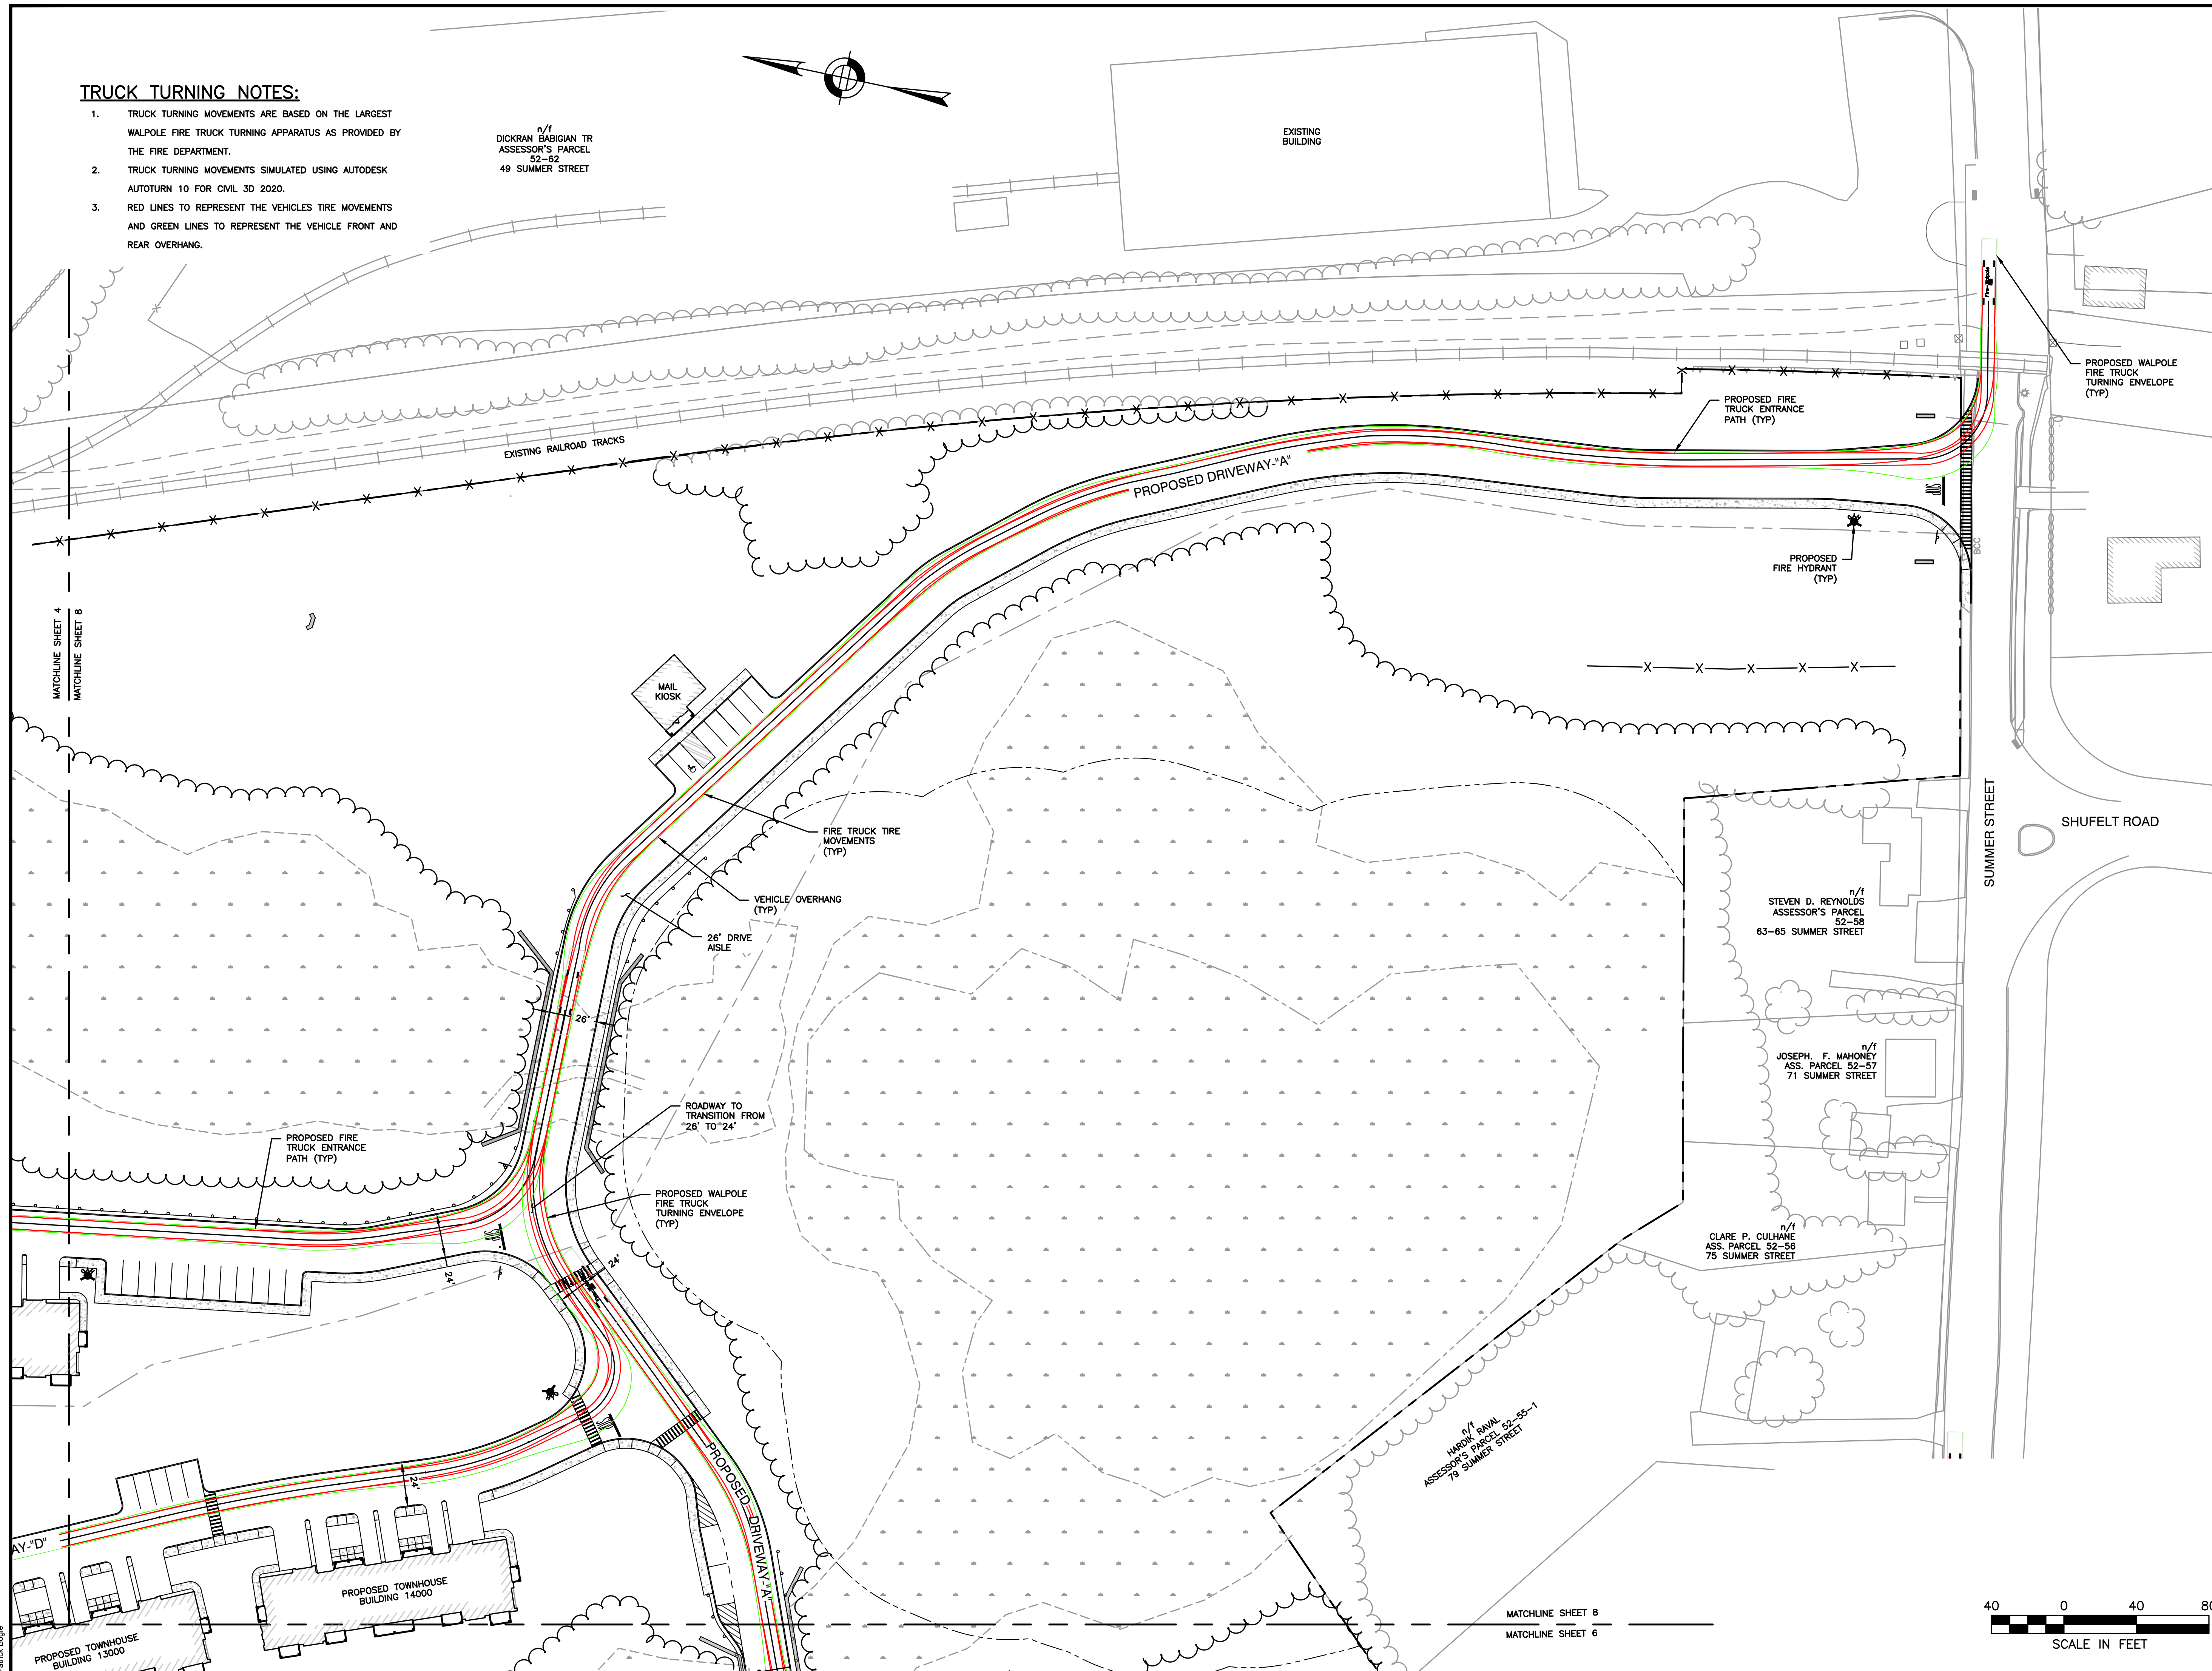 TRUCK TURNING NOTES:
1. TRUCK TURNING MOVEMENTS ARE BASED ON THE LARGEST
WALPOLE FIRE TRUCK TURNING APPARATUS AS PROVIDED BY
THE FIRE DEPARTMENT.
2. TRUCK TURNING MOVEMENTS SIMULATED USING AUTODESK
AUTOTURN 10 FOR CIVIL 3D 2020.
3. RED LINES TO REPRESENT THE VEHICLES TIRE MOVEMENTS
AND GREEN LINES TO REPRESENT THE VEHICLE FRONT AND
REAR OVERHANG.
n/f
DICKRAN BABIGIAN TR
ASSESSOR'S PARCEL
52-62
49 SUMMER STREET
EXISTING
BUILDING
PROPOSED WALPOLE
FIRE TRUCK
TURNING ENVELOPE
(TYP)
PROPOSED FIRE
TRUCK ENTRANCE
PATH (TYP)
EXISTING RAILROAD TRACKS
PROPOSED DRIVEWAY-"A"
STOP
BCC
PROPOSED
FIRE HYDRANT
(TYP)
MATCHLINE SHEET 4
MATCHLINE SHEET 8
MAIL
KIOSK
FIRE TRUCK TIRE
MOVEMENTS
(TYP)
VEHICLE OVERHANG
(TYP)
26' DRIVE
AISLE
SUMMER STREET
SHUFELT ROAD
n/f
STEVEN D. REYNOLDS
ASSESSOR'S PARCEL
52-58
63-65 SUMMER STREET
26'
n/f
JOSEPH. F. MAHONEY
ASS. PARCEL 52-57
71 SUMMER STREET
ROADWAY TO
TRANSITION FROM
26' TO 24'
PROPOSED FIRE
TRUCK ENTRANCE
PATH (TYP)
PROPOSED WALPOLE
FIRE TRUCK
TURNING ENVELOPE
(TYP)
n/f
CLARE P. CULHANE
ASS. PARCEL 52-56
75 SUMMER STREET
24'
24'
n/f
HARDIK RAVAL
ASSESSOR'S PARCEL 52-55-1
79 SUMMER STREET
24'
PROPOSED DRIVEWAY-"A"
AY-"D"
PROPOSED TOWNHOUSE
BUILDING 14000
PROPOSED TOWNHOUSE
BUILDING 13000
MATCHLINE SHEET 8
MATCHLINE SHEET 6
40 0 40 80
SCALE IN FEET